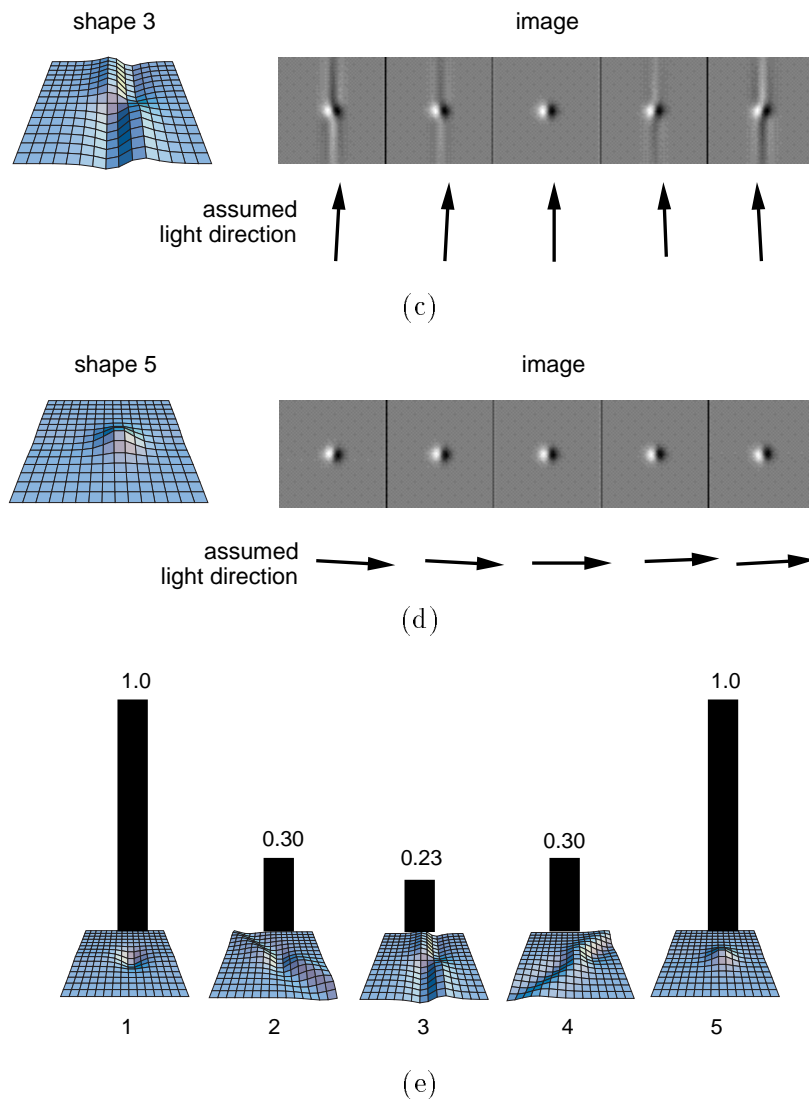 shape 3
image
assumed
light direction
(c)
shape 5
image
assumed
light direction
(d)
1.0
1.0
0.30
0.23
0.30
1
2
3
4
5
(e)